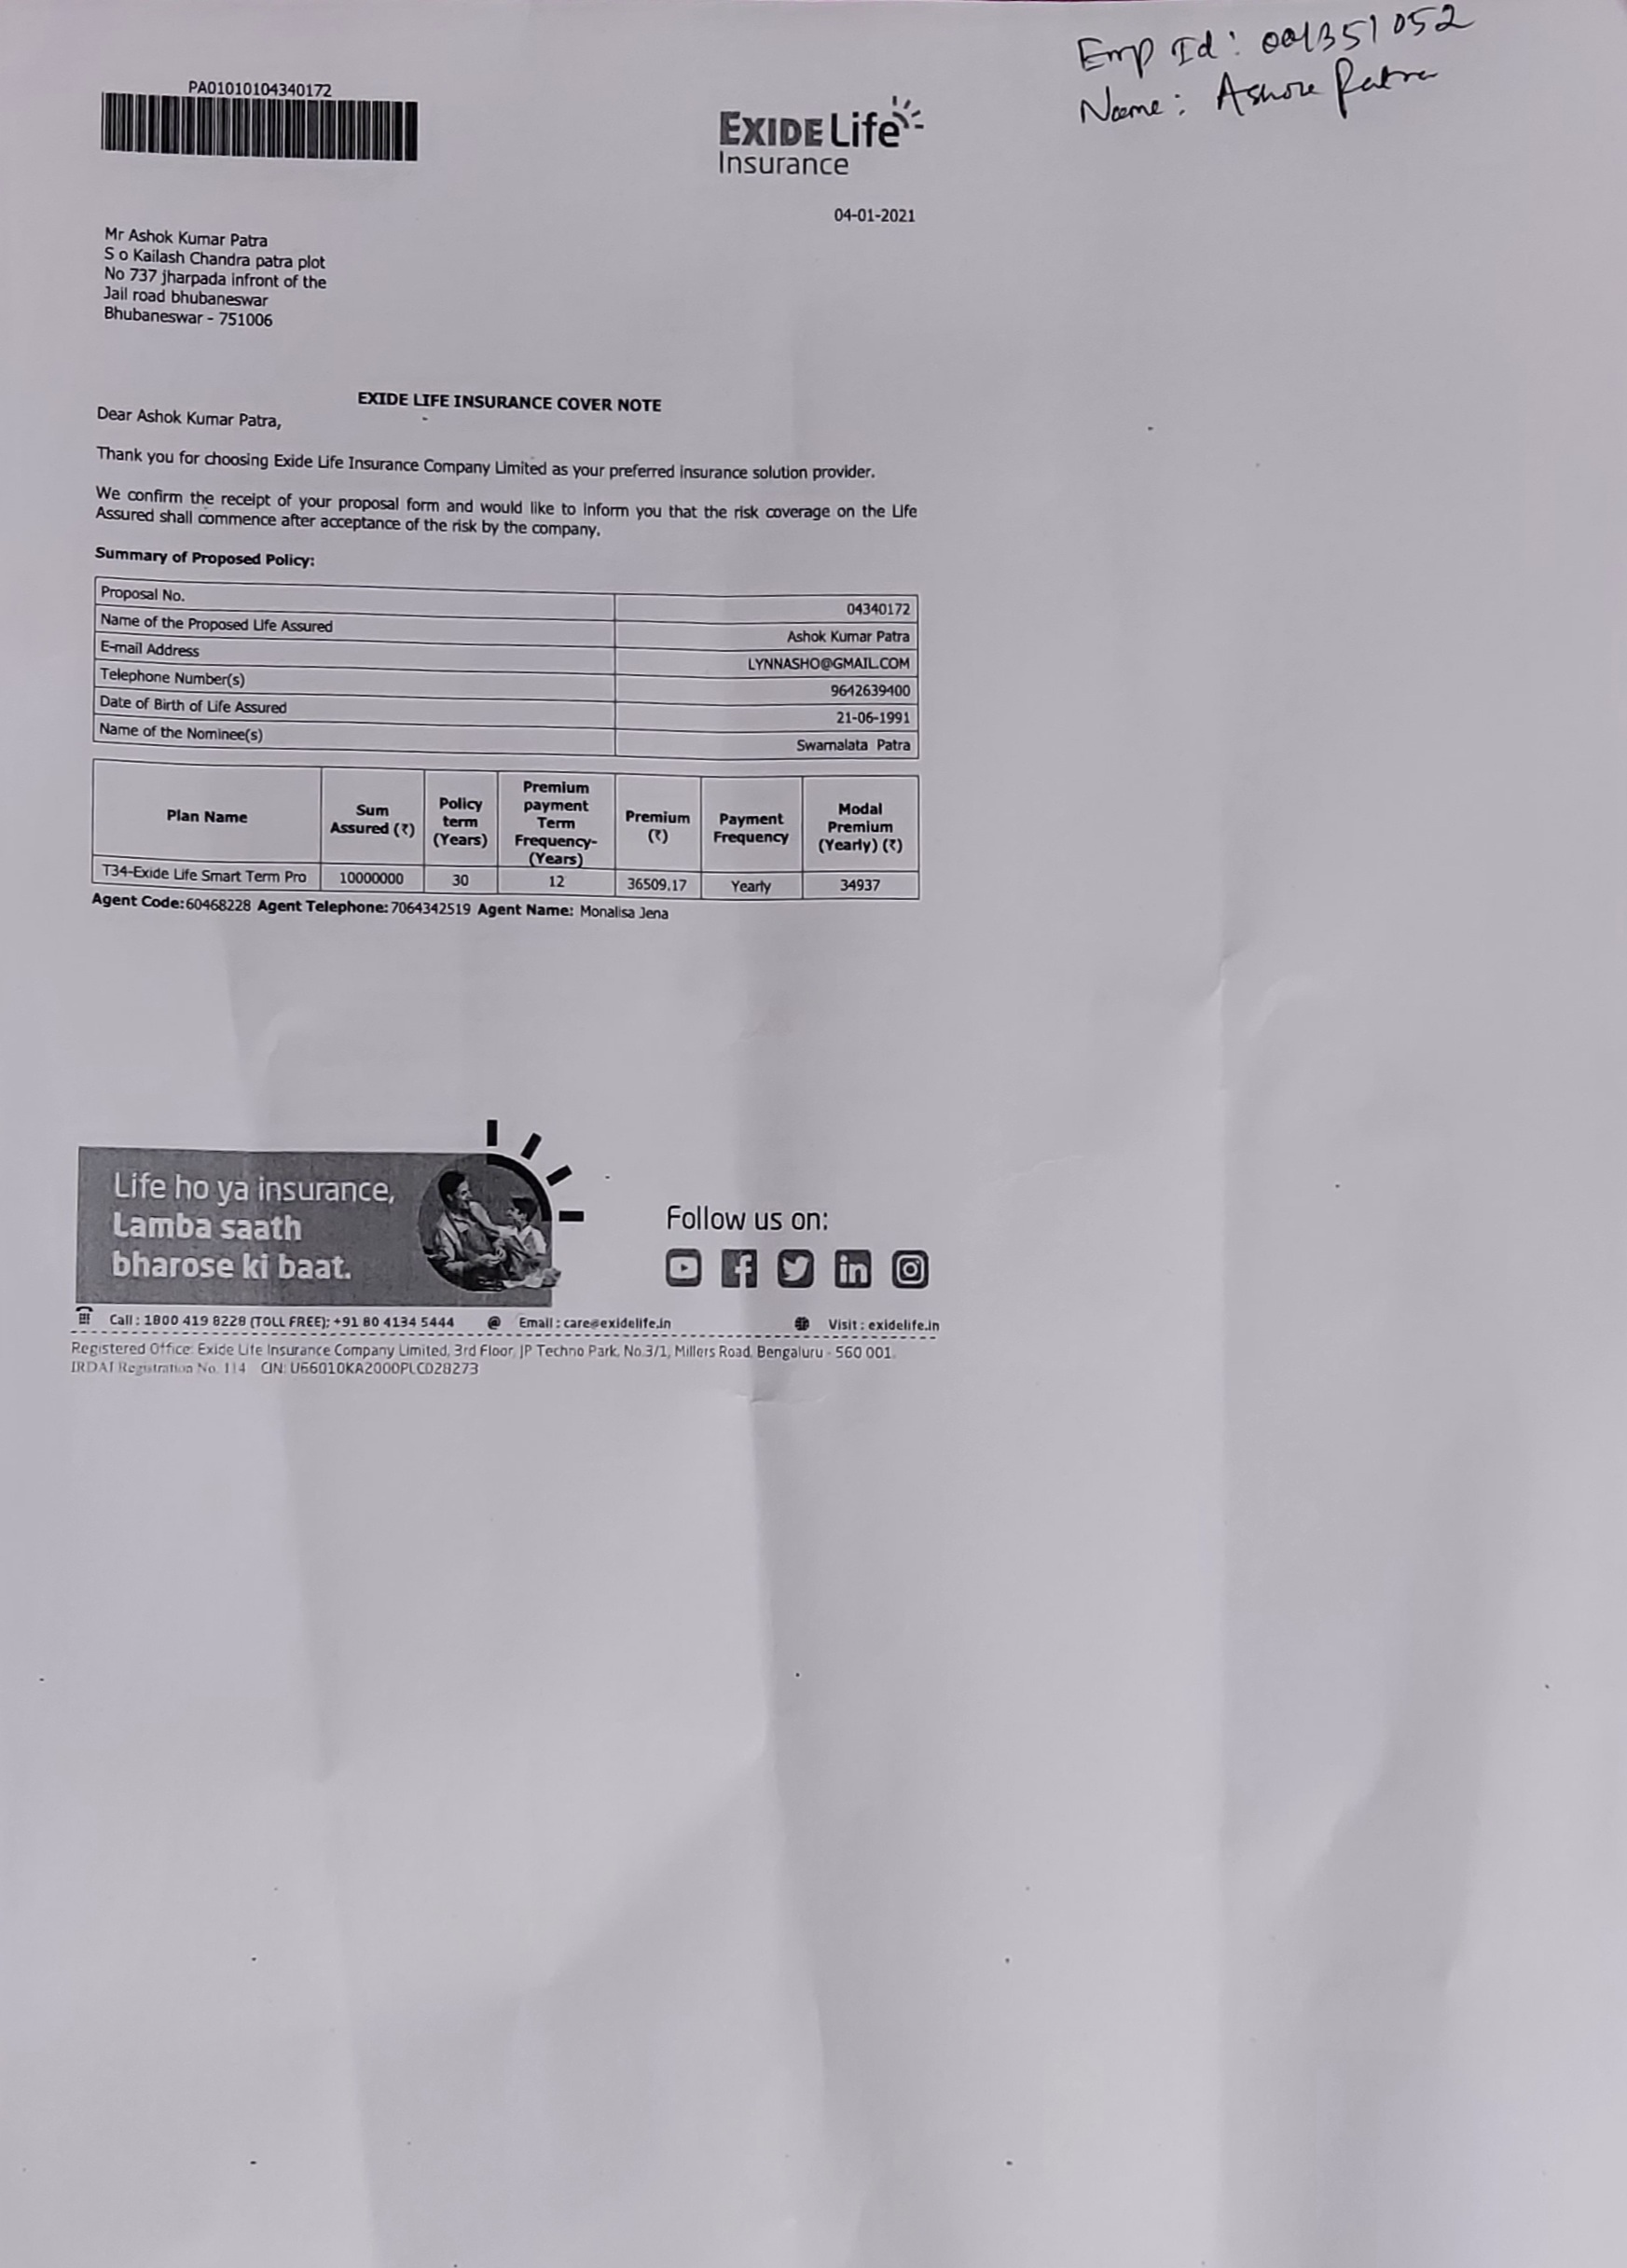 Emp Id: 001351052
Name: Ashok Patra
PA01010104340172
EXIDE Life
Insurance
04-01-2021
Mr Ashok Kumar Patra
S o Kailash Chandra patra plot
No 737 jharpada infront of the
Jail road bhubaneswar
Bhubaneswar - 751006
EXIDE LIFE INSURANCE COVER NOTE
Dear Ashok Kumar Patra,
Thank you for choosing Exide Life Insurance Company Limited as your preferred insurance solution provider.
We confirm the receipt of your proposal form and would like to inform you that the risk coverage on the Life
Assured shall commence after acceptance of the risk by the company.
Summary of Proposed Policy:
Proposal No. 04340172
Name of the Proposed Life Assured Ashok Kumar Patra
E-mail Address LYNNASHO@GMAIL.COM
Telephone Number(s) 9642639400
Date of Birth of Life Assured 21-06-1991
Name of the Nominee(s) Swarnalata Patra
Plan Name Sum Assured (₹) Policy term (Years) Premium payment Term Frequency- (Years) Premium (₹) Payment Frequency Modal Premium (Yearly) (₹)
T34-Exide Life Smart Term Pro 10000000 30 12 36509.17 Yearly 34937
Agent Code:60468228 Agent Telephone:7064342519 Agent Name: Monalisa Jena
Life ho ya insurance,
Lamba saath
bharose ki baat.
Follow us on:
Call : 1800 419 8228 (TOLL FREE); +91 80 4134 5444 @ Email : care@exidelife.in Visit : exidelife.in
Registered Office: Exide Life Insurance Company Limited, 3rd Floor, JP Techno Park, No.3/1, Millers Road, Bengaluru - 560 001.
IRDAI Registration No. 114 CIN: U66010KA2000PLC028273